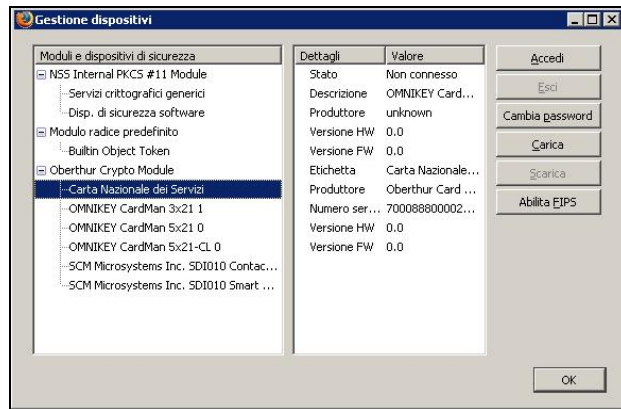 Gestione dispositivi
Moduli e dispositivi di sicurezza
NSS Internal PKCS #11 Module
Servizi crittografici generici
Disp. di sicurezza software
Modulo radice predefinito
Builtin Object Token
Oberthur Crypto Module
Carta Nazionale dei Servizi
OMNIKEY CardMan 3x21 1
OMNIKEY CardMan 5x21 0
OMNIKEY CardMan 5x21-CL 0
SCM Microsystems Inc. SDI010 Contac...
SCM Microsystems Inc. SDI010 Smart ...
Dettagli Valore
Stato Non connesso
Descrizione OMNIKEY Card...
Produttore unknown
Versione HW 0.0
Versione FW 0.0
Etichetta Carta Nazionale...
Produttore Oberthur Card ...
Numero ser... 700088800002...
Versione HW 0.0
Versione FW 0.0
Accedi
Esci
Cambia password
Carica
Scarica
Abilita FIPS
OK